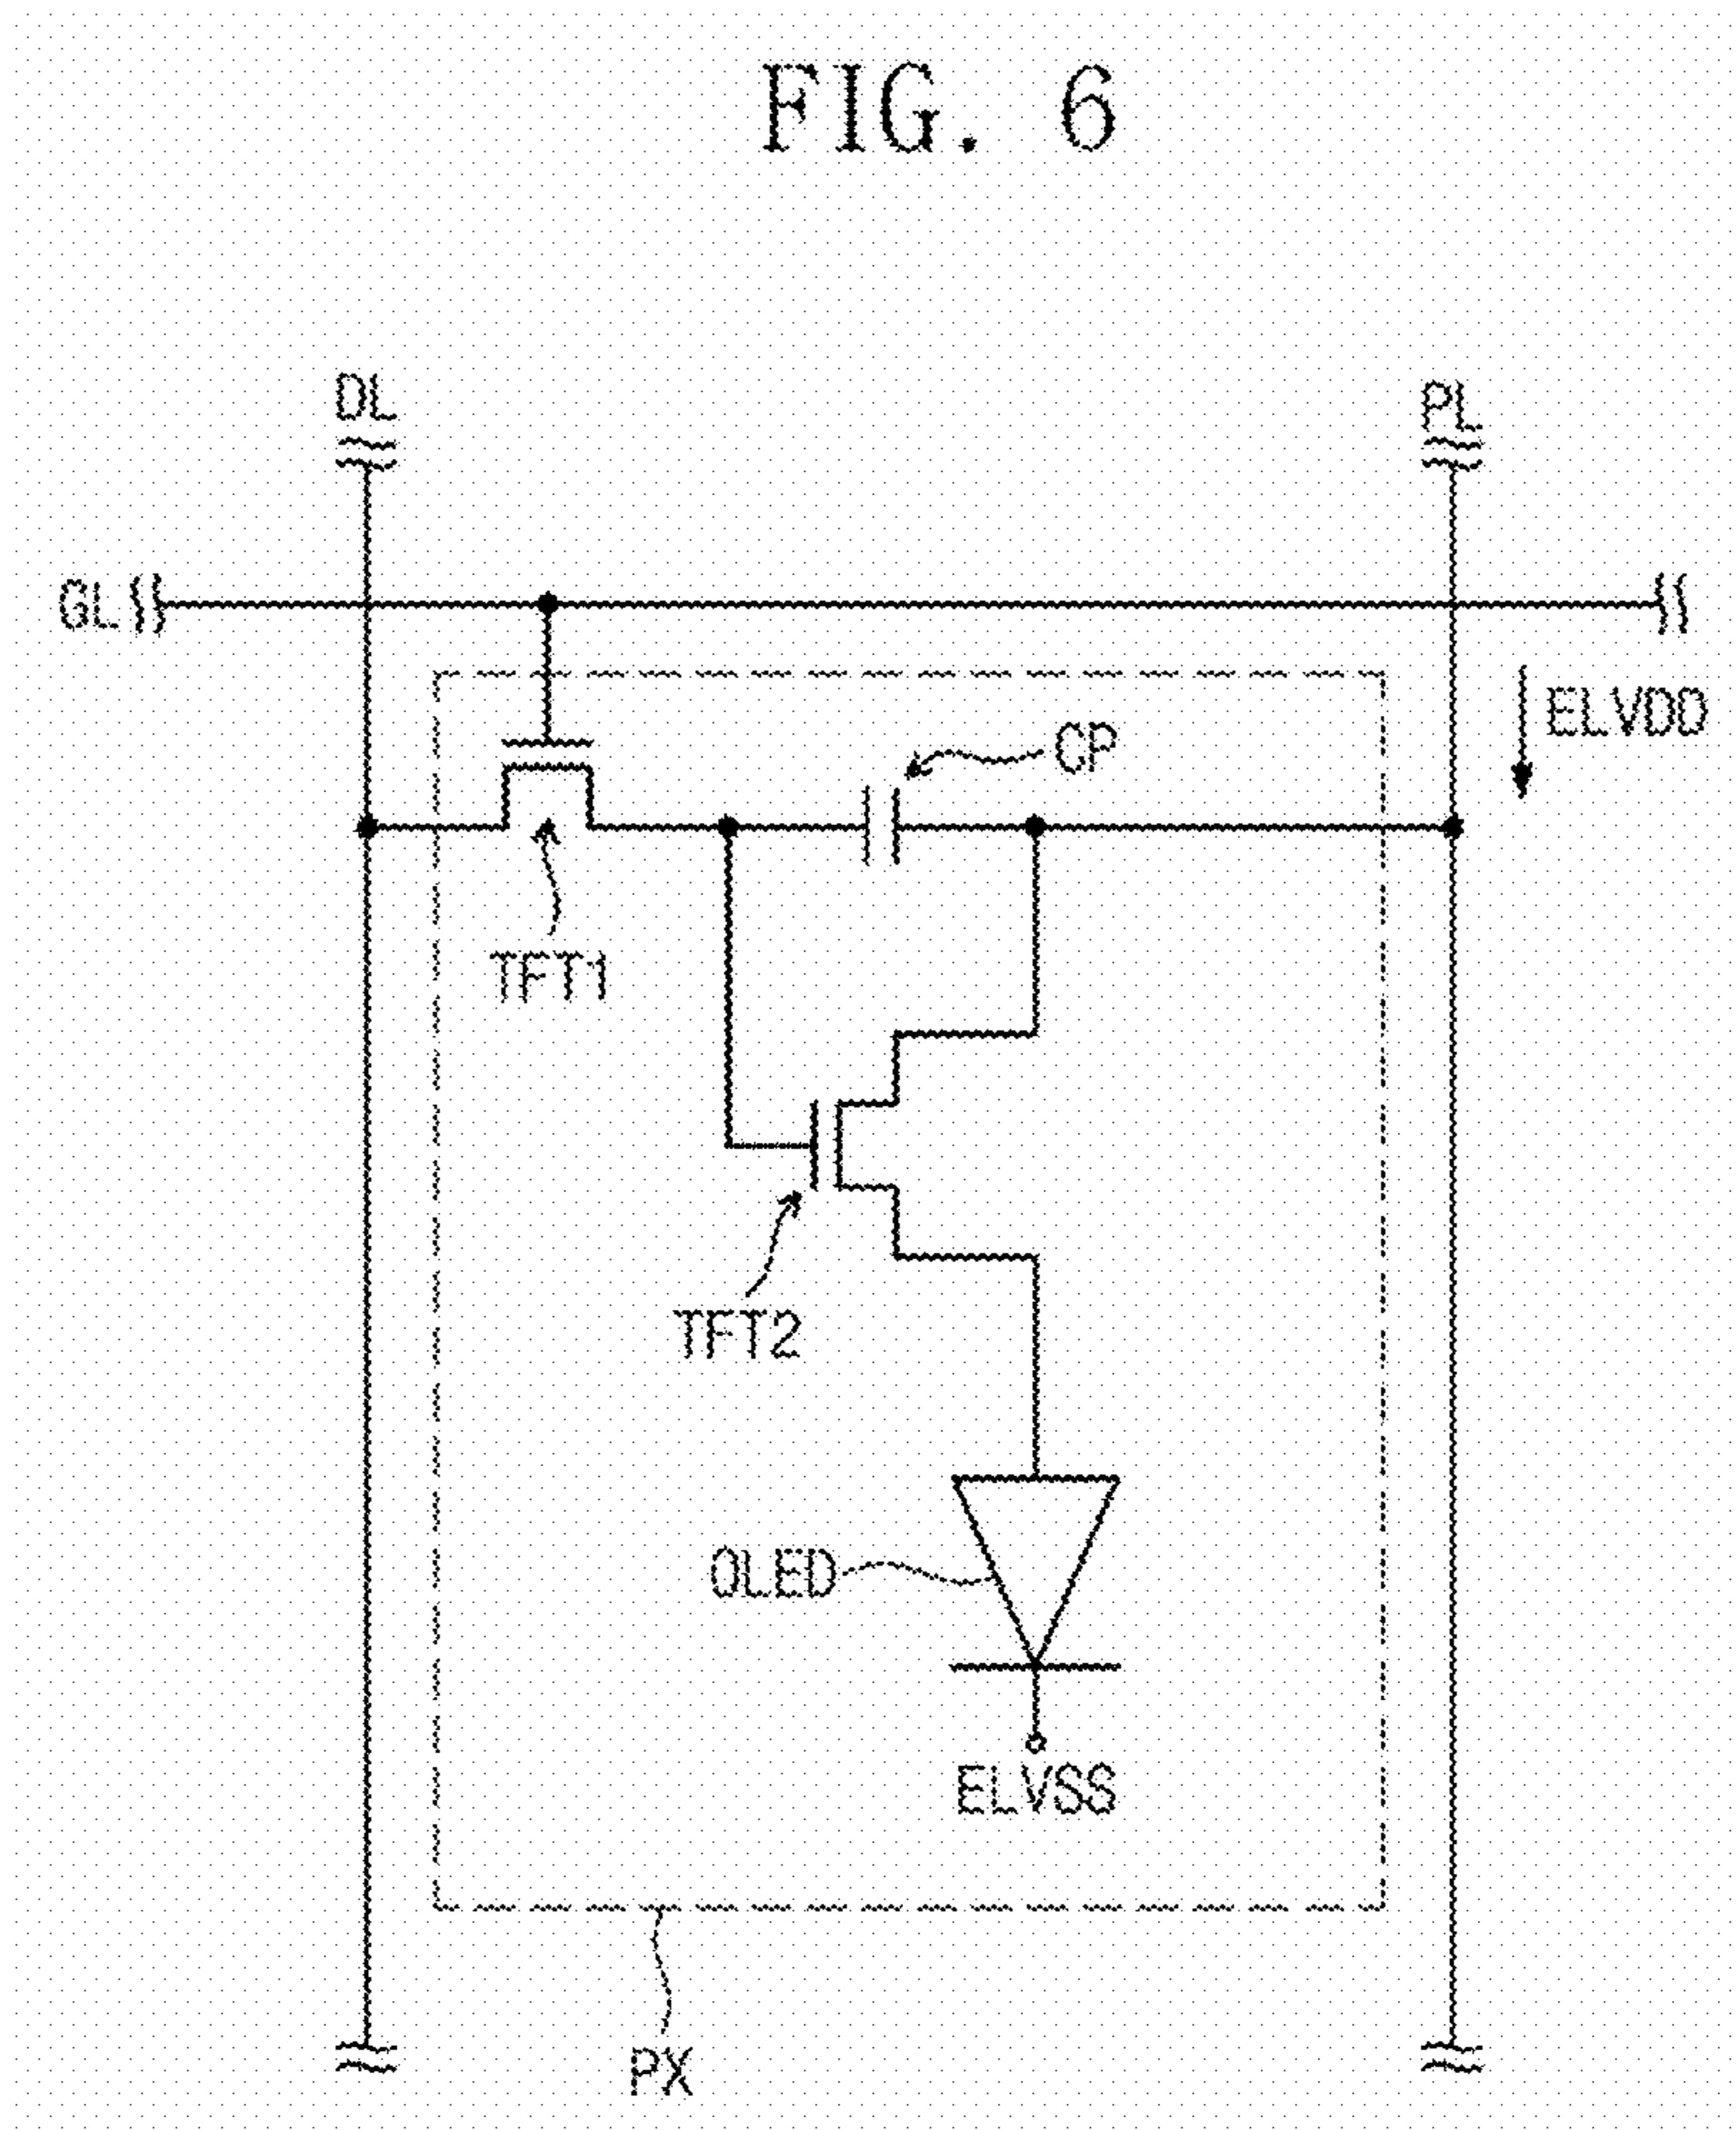 FIG. 6
DL
PL
GL
ELVDD
CP
TFT1
TFT2
OLED
ELVSS
PX